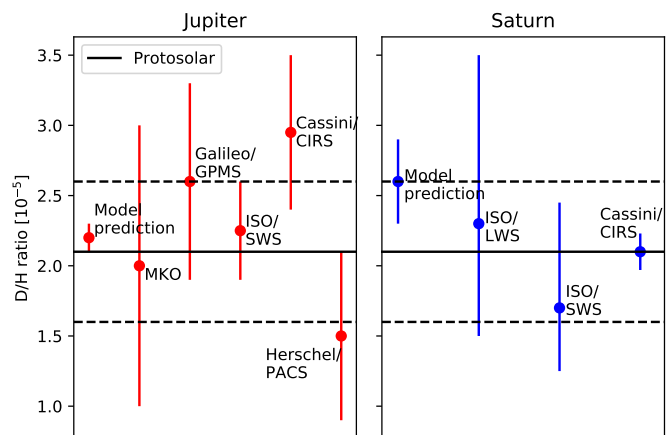 Jupiter
Saturn
D/H ratio [10⁻⁵]
3.5
3.0
2.5
2.0
1.5
1.0
Protosolar
Model
prediction
MKO
Galileo/
GPMS
ISO/
SWS
Cassini/
CIRS
Herschel/
PACS
Model
prediction
ISO/
LWS
ISO/
SWS
Cassini/
CIRS